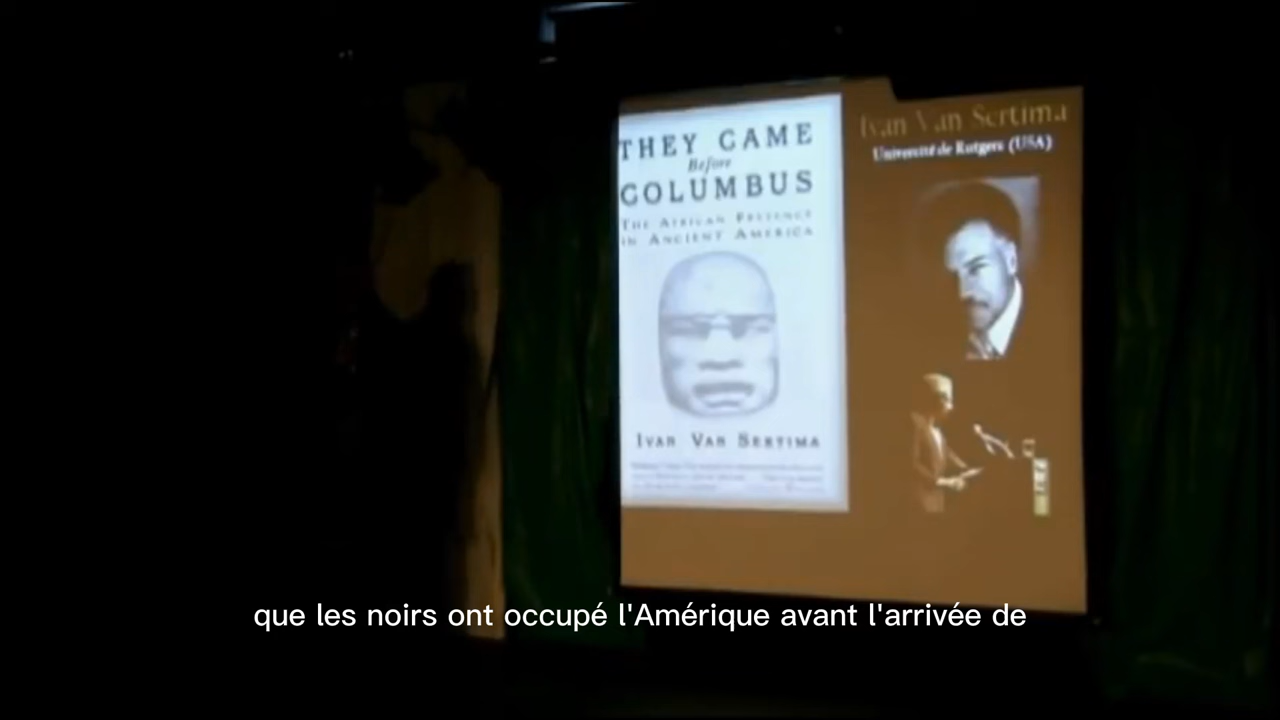 THEY CAME
Before
COLUMBUS
THE AFRICAN PRESENCE
IN ANCIENT AMERICA
IVAN VAN SERTIMA
Ivan Van Sertima
Université de Rutgers (USA)
que les noirs ont occupé l'Amérique avant l'arrivée de